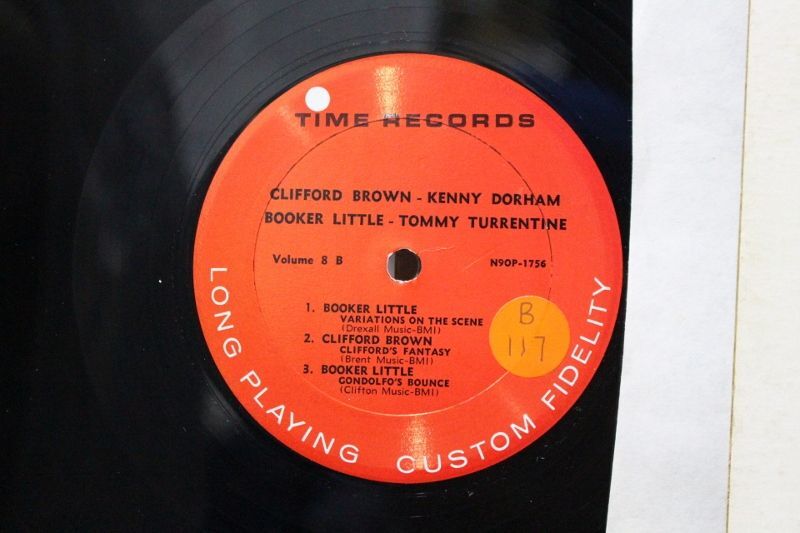 TIME RECORDS
CLIFFORD BROWN - KENNY DORHAM
BOOKER LITTLE - TOMMY TURRENTINE
Volume 8 B
N9OP-1756
1. BOOKER LITTLE
VARIATIONS ON THE SCENE
(Drexall Music-BMI)
2. CLIFFORD BROWN
CLIFFORD'S FANTASY
(Brent Music-BMI)
3. BOOKER LITTLE
GONDOLFO'S BOUNCE
(Clifton Music-BMI)
B
117
LONG PLAYING CUSTOM FIDELITY